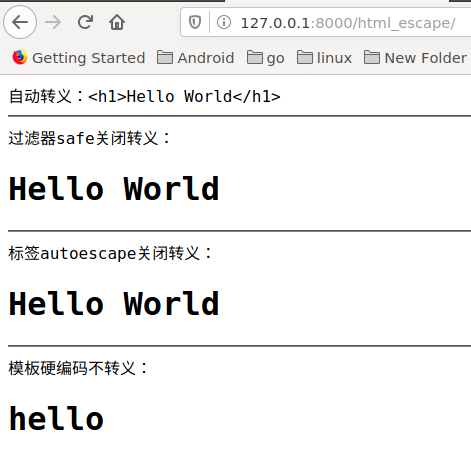 127.0.0.1:8000/html_escape/
Getting Started Android go linux New Folder
自动转义：<h1>Hello World</h1>
过滤器safe关闭转义：
Hello World
标签autoescape关闭转义：
Hello World
模板硬编码不转义：
hello